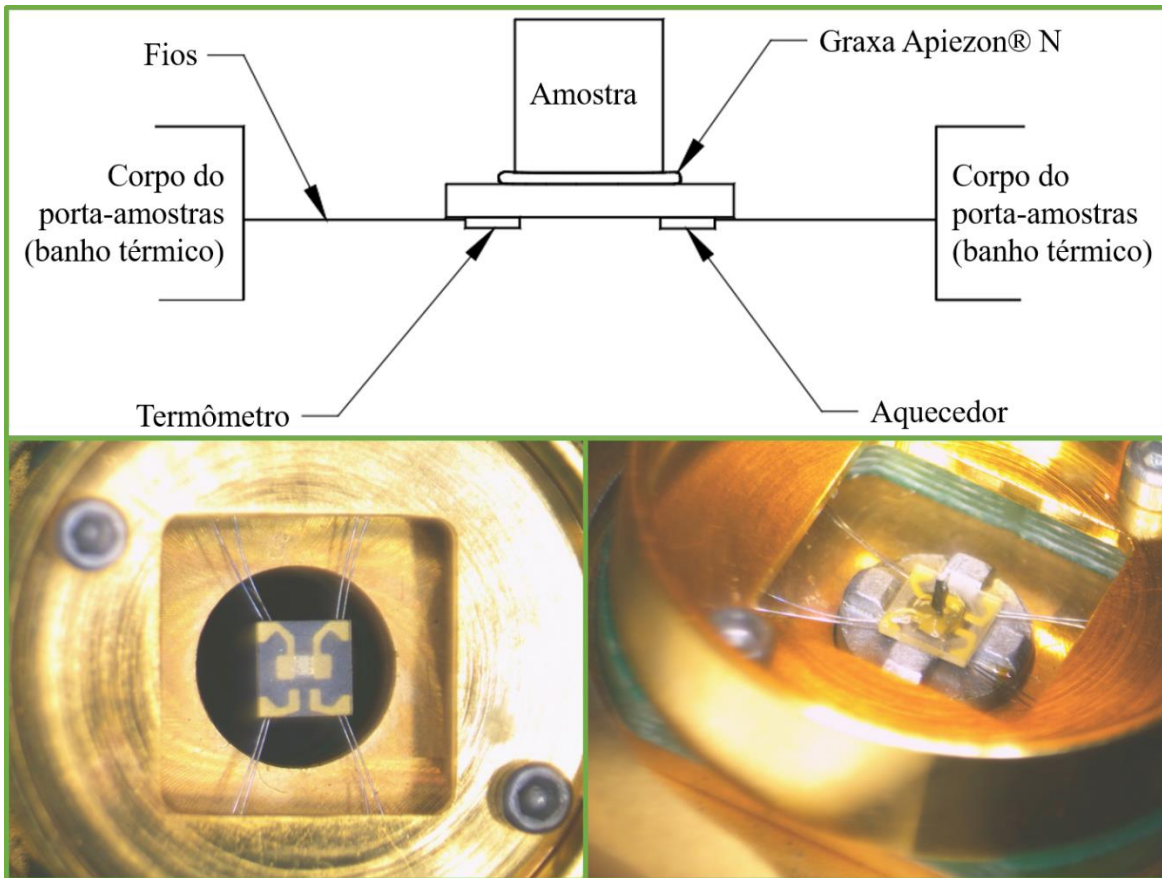 Fios
Graxa Apiezon® N
Amostra
Corpo do
porta-amostras
(banho térmico)
Corpo do
porta-amostras
(banho térmico)
Termômetro
Aquecedor